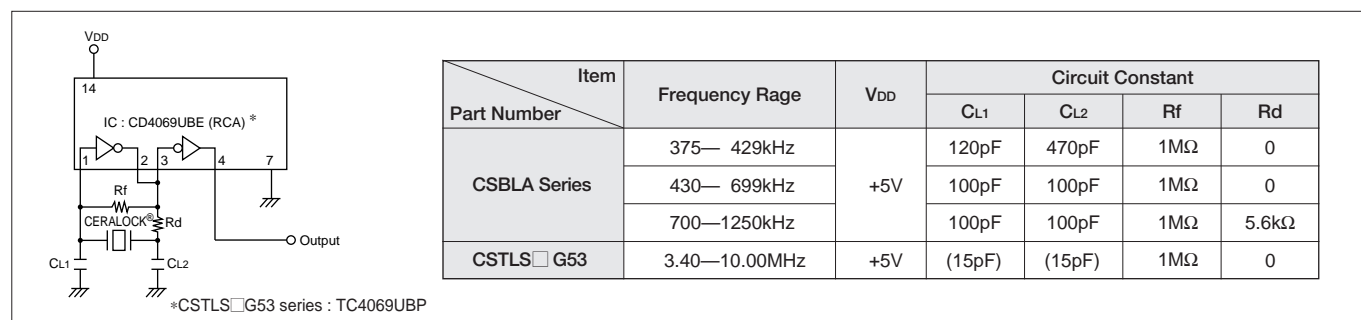 VDD
14
IC : CD4069UBE (RCA) *
1 2 3 4 7
Rf
CERALOCK® Rd
Output
CL1 CL2
*CSTLS□G53 series : TC4069UBP
Item
Part Number
Frequency Rage
VDD
Circuit Constant
CL1 CL2 Rf Rd
CSBLA Series
375— 429kHz
+5V
120pF 470pF 1MΩ 0
430— 699kHz 100pF 100pF 1MΩ 0
700—1250kHz 100pF 100pF 1MΩ 5.6kΩ
CSTLS□ G53 3.40—10.00MHz +5V (15pF) (15pF) 1MΩ 0